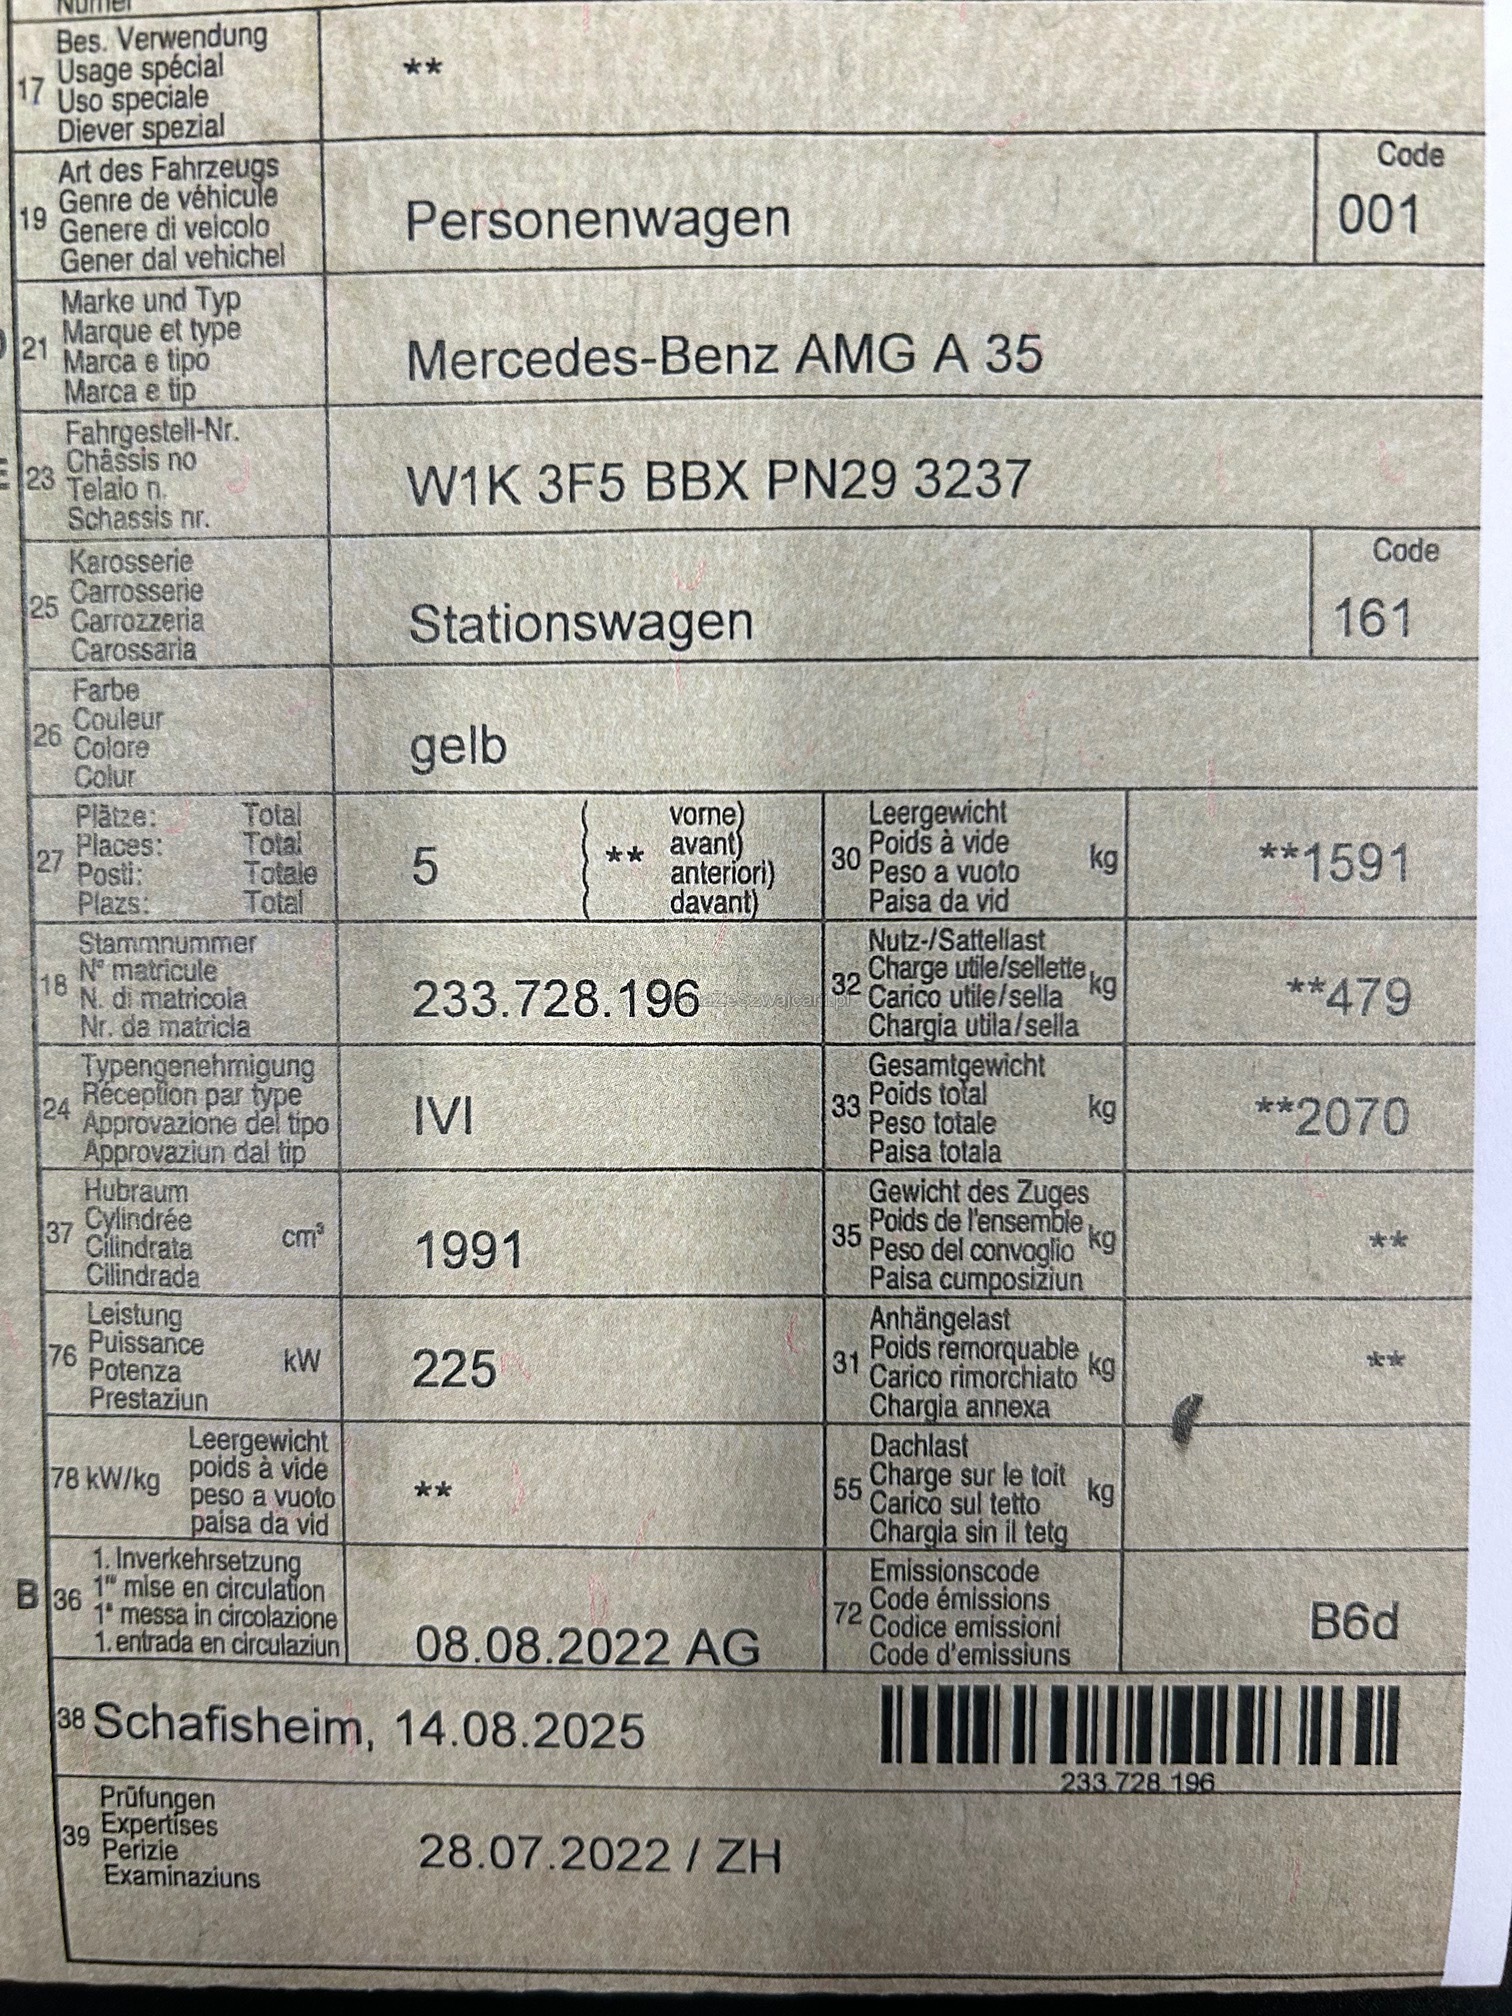 17 Bes. Verwendung
Usage spécial
Uso speciale
Diever spezial
**
19 Art des Fahrzeugs
Genre de véhicule
Genere di veicolo
Gener dal vehichel
Personenwagen
Code
001
21 Marke und Typ
Marque et type
Marca e tipo
Marca e tip
Mercedes-Benz AMG A 35
23 Fahrgestell-Nr.
Châssis no
Telaio n.
Schassis nr.
W1K 3F5 BBX PN29 3237
25 Karosserie
Carrosserie
Carrozzeria
Carossaria
Stationswagen
Code
161
26 Farbe
Couleur
Colore
Colur
gelb
27 Plätze: Total
Places: Total
Posti: Totale
Plazs: Total
5
** vorne)
avant)
anteriori)
davant)
30 Leergewicht
Poids à vide
Peso a vuoto
Paisa da vid
kg
**1591
18 Stammnummer
N° matricule
N. di matricola
Nr. da matricla
233.728.196
32 Nutz-/Sattellast
Charge utile/sellette
Carico utile/sella
Chargia utila/sella
kg
**479
24 Typengenehmigung
Réception par type
Approvazione del tipo
Approvaziun dal tip
IVI
33 Gesamtgewicht
Poids total
Peso totale
Paisa totala
kg
**2070
37 Hubraum
Cylindrée
Cilindrata
Cilindrada
cm³
1991
35 Gewicht des Zuges
Poids de l'ensemble
Peso del convoglio
Paisa cumposiziun
kg
**
76 Leistung
Puissance
Potenza
Prestaziun
kW
225
31 Anhängelast
Poids remorquable
Carico rimorchiato
Chargia annexa
kg
**
78 kW/kg
Leergewicht
poids à vide
peso a vuoto
paisa da vid
**
55 Dachlast
Charge sur le toit
Carico sul tetto
Chargia sin il tetg
kg
B 36 1. Inverkehrsetzung
1re mise en circulation
1a messa in circolazione
1. entrada en circulaziun
08.08.2022 AG
72 Emissionscode
Code émissions
Codice emissioni
Code d'emissiuns
B6d
38 Schafisheim, 14.08.2025
233.728.196
39 Prüfungen
Expertises
Perizie
Examinaziuns
28.07.2022 / ZH